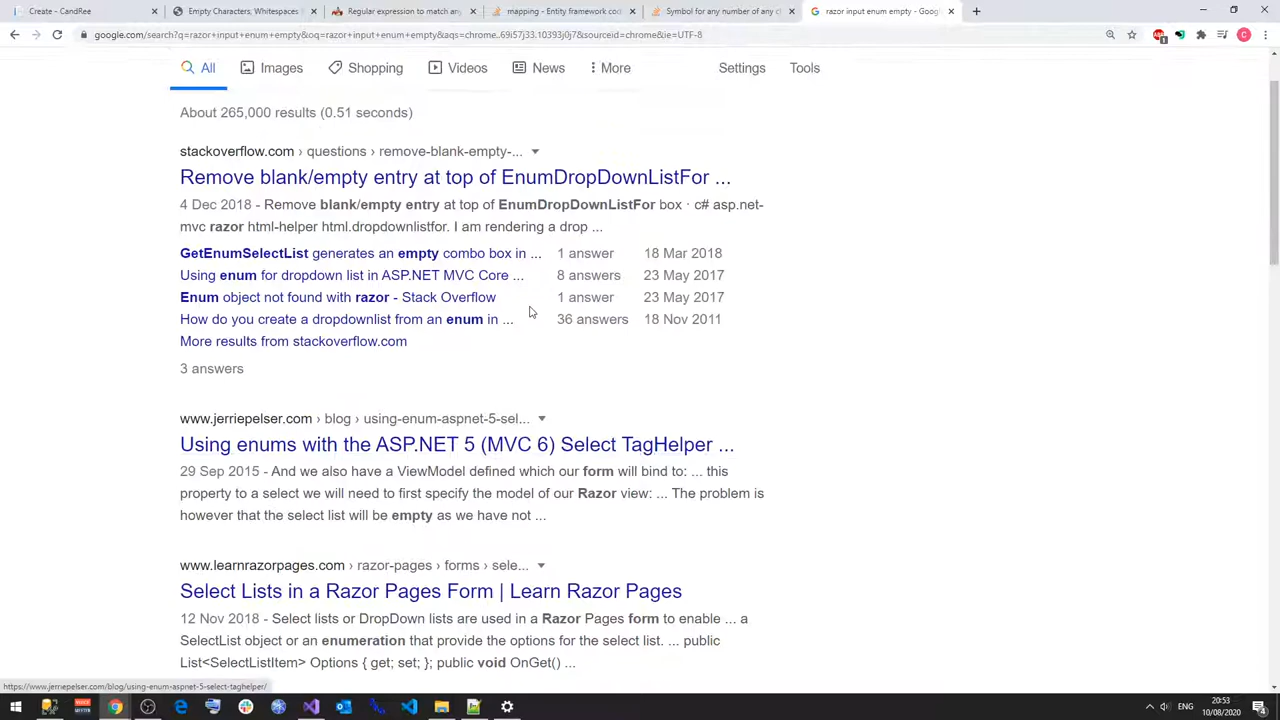 Create - CandRee
Empty Characters; Whitespaces
Regular expression to match any
mapping - Entity framework code
Symbol for any number of any c
razor input enum empty - Google
google.com/search?q=razor+input+enum+empty&oq=razor+input+enum+empty&aqs=chrome..69i57j33.10393j0j7&sourceid=chrome&ie=UTF-8
All Images Shopping Videos News More Settings Tools
About 265,000 results (0.51 seconds)
stackoverflow.com › questions › remove-blank-empty-...
Remove blank/empty entry at top of EnumDropDownListFor ...
4 Dec 2018 - Remove blank/empty entry at top of EnumDropDownListFor box · c# asp.net-
mvc razor html-helper html.dropdownlistfor. I am rendering a drop ...
GetEnumSelectList generates an empty combo box in ... 1 answer 18 Mar 2018
Using enum for dropdown list in ASP.NET MVC Core ... 8 answers 23 May 2017
Enum object not found with razor - Stack Overflow 1 answer 23 May 2017
How do you create a dropdownlist from an enum in ... 36 answers 18 Nov 2011
More results from stackoverflow.com
3 answers
www.jerriepelser.com › blog › using-enum-aspnet-5-sel...
Using enums with the ASP.NET 5 (MVC 6) Select TagHelper ...
29 Sep 2015 - And we also have a ViewModel defined which our form will bind to: ... this
property to a select we will need to first specify the model of our Razor view: ... The problem is
however that the select list will be empty as we have not ...
www.learnrazorpages.com › razor-pages › forms › sele...
Select Lists in a Razor Pages Form | Learn Razor Pages
12 Nov 2018 - Select lists or DropDown lists are used in a Razor Pages form to enable ... a
SelectList object or an enumeration that provide the options for the select list. ... public
List<SelectListItem> Options { get; set; }; public void OnGet() ...
https://www.jerriepelser.com/blog/using-enum-aspnet-5-select-taghelper/
ENG
20:53
10/08/2020